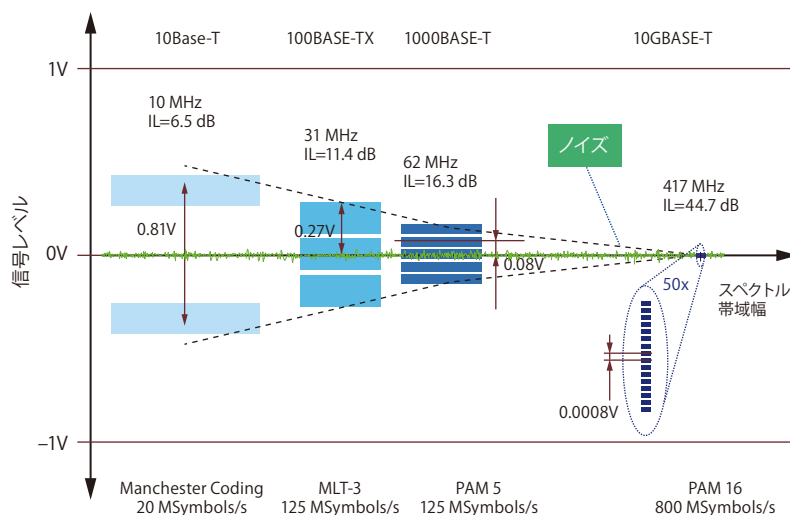 10Base-T
100BASE-TX
1000BASE-T
10GBASE-T
1V
10 MHz
IL=6.5 dB
31 MHz
IL=11.4 dB
62 MHz
IL=16.3 dB
ノイズ
417 MHz
IL=44.7 dB
信号レベル
0.81V
0.27V
0V
0.08V
50x
スペクトル
帯域幅
0.0008V
–1V
Manchester Coding
20 MSymbols/s
MLT-3
125 MSymbols/s
PAM 5
125 MSymbols/s
PAM 16
800 MSymbols/s